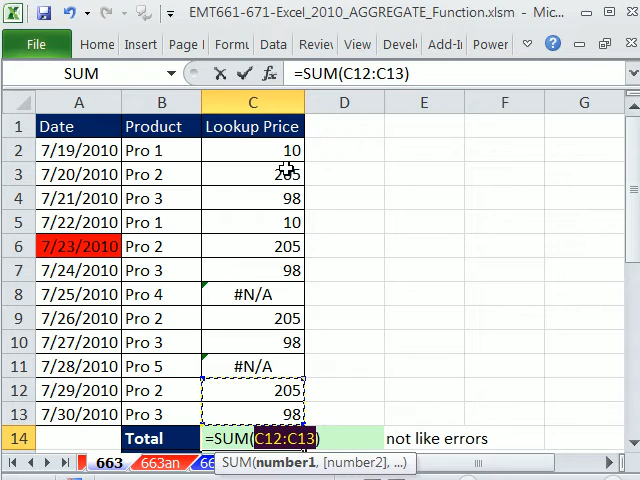 EMT661-671-Excel_2010_AGGREGATE_Function.xlsm - Mic...
File Home Insert Page Formu Data Reviev View Add-I Power
SUM fx =SUM(C12:C13)
A B C D E F G
1 Date Product Lookup Price
2 7/19/2010 Pro 1 10
3 7/20/2010 Pro 2 205
4 7/21/2010 Pro 3 98
5 7/22/2010 Pro 1 10
6 7/23/2010 Pro 2 205
7 7/24/2010 Pro 3 98
8 7/25/2010 Pro 4 #N/A
9 7/26/2010 Pro 2 205
10 7/27/2010 Pro 3 98
11 7/28/2010 Pro 5 #N/A
12 7/29/2010 Pro 2 205
13 7/30/2010 Pro 3 98
14 Total =SUM(C12:C13) not like errors
663 663an SUM(number1, [number2], ...)